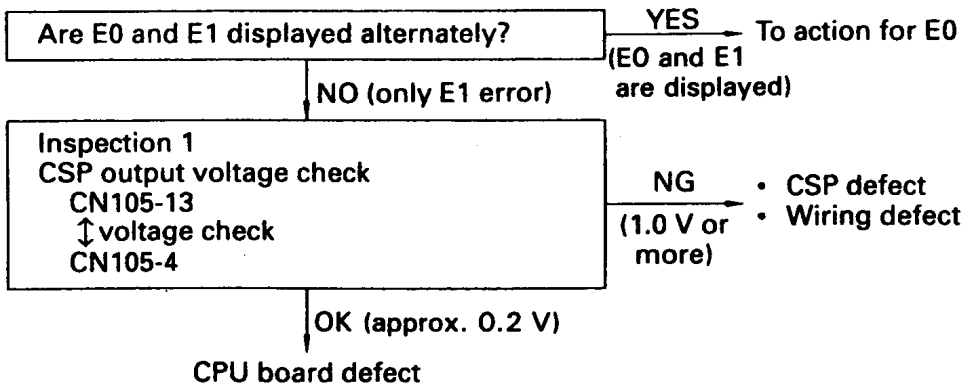 Are E0 and E1 displayed alternately?
YES
(E0 and E1
are displayed)
To action for E0
NO (only E1 error)
Inspection 1
CSP output voltage check
CN105-13
↕ voltage check
CN105-4
NG
(1.0 V or
more)
• CSP defect
• Wiring defect
OK (approx. 0.2 V)
CPU board defect